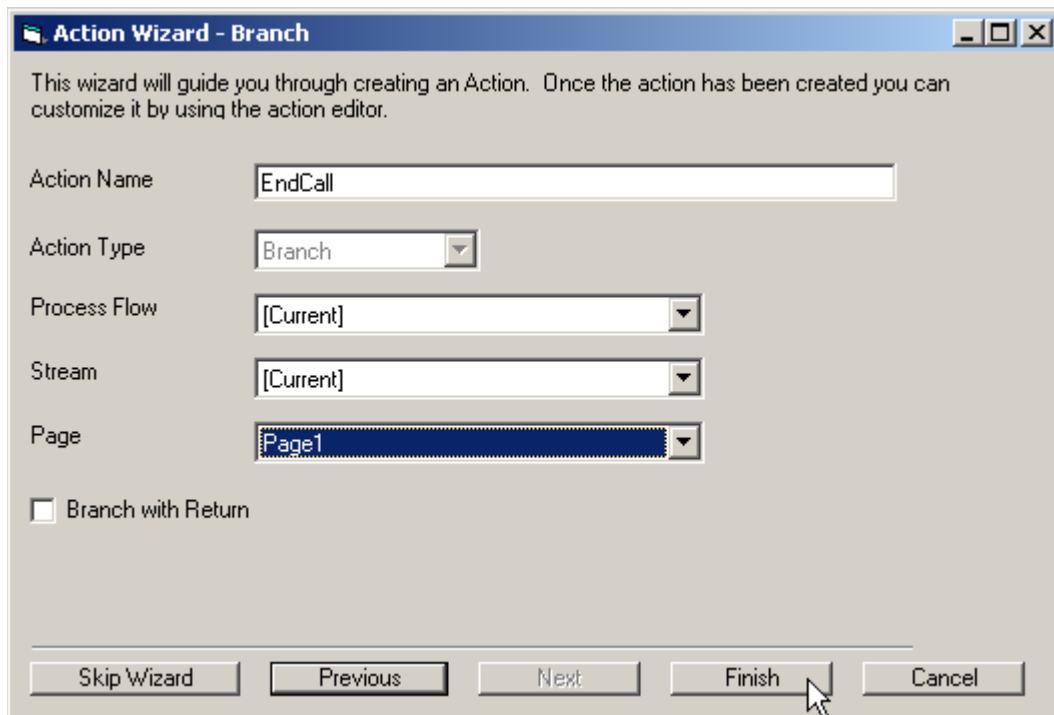 Action Wizard - Branch
This wizard will guide you through creating an Action.  Once the action has been created you can
customize it by using the action editor.
Action Name
EndCall
Action Type
Branch
Process Flow
[Current]
Stream
[Current]
Page
Page1
Branch with Return
Skip Wizard
Previous
Next
Finish
Cancel